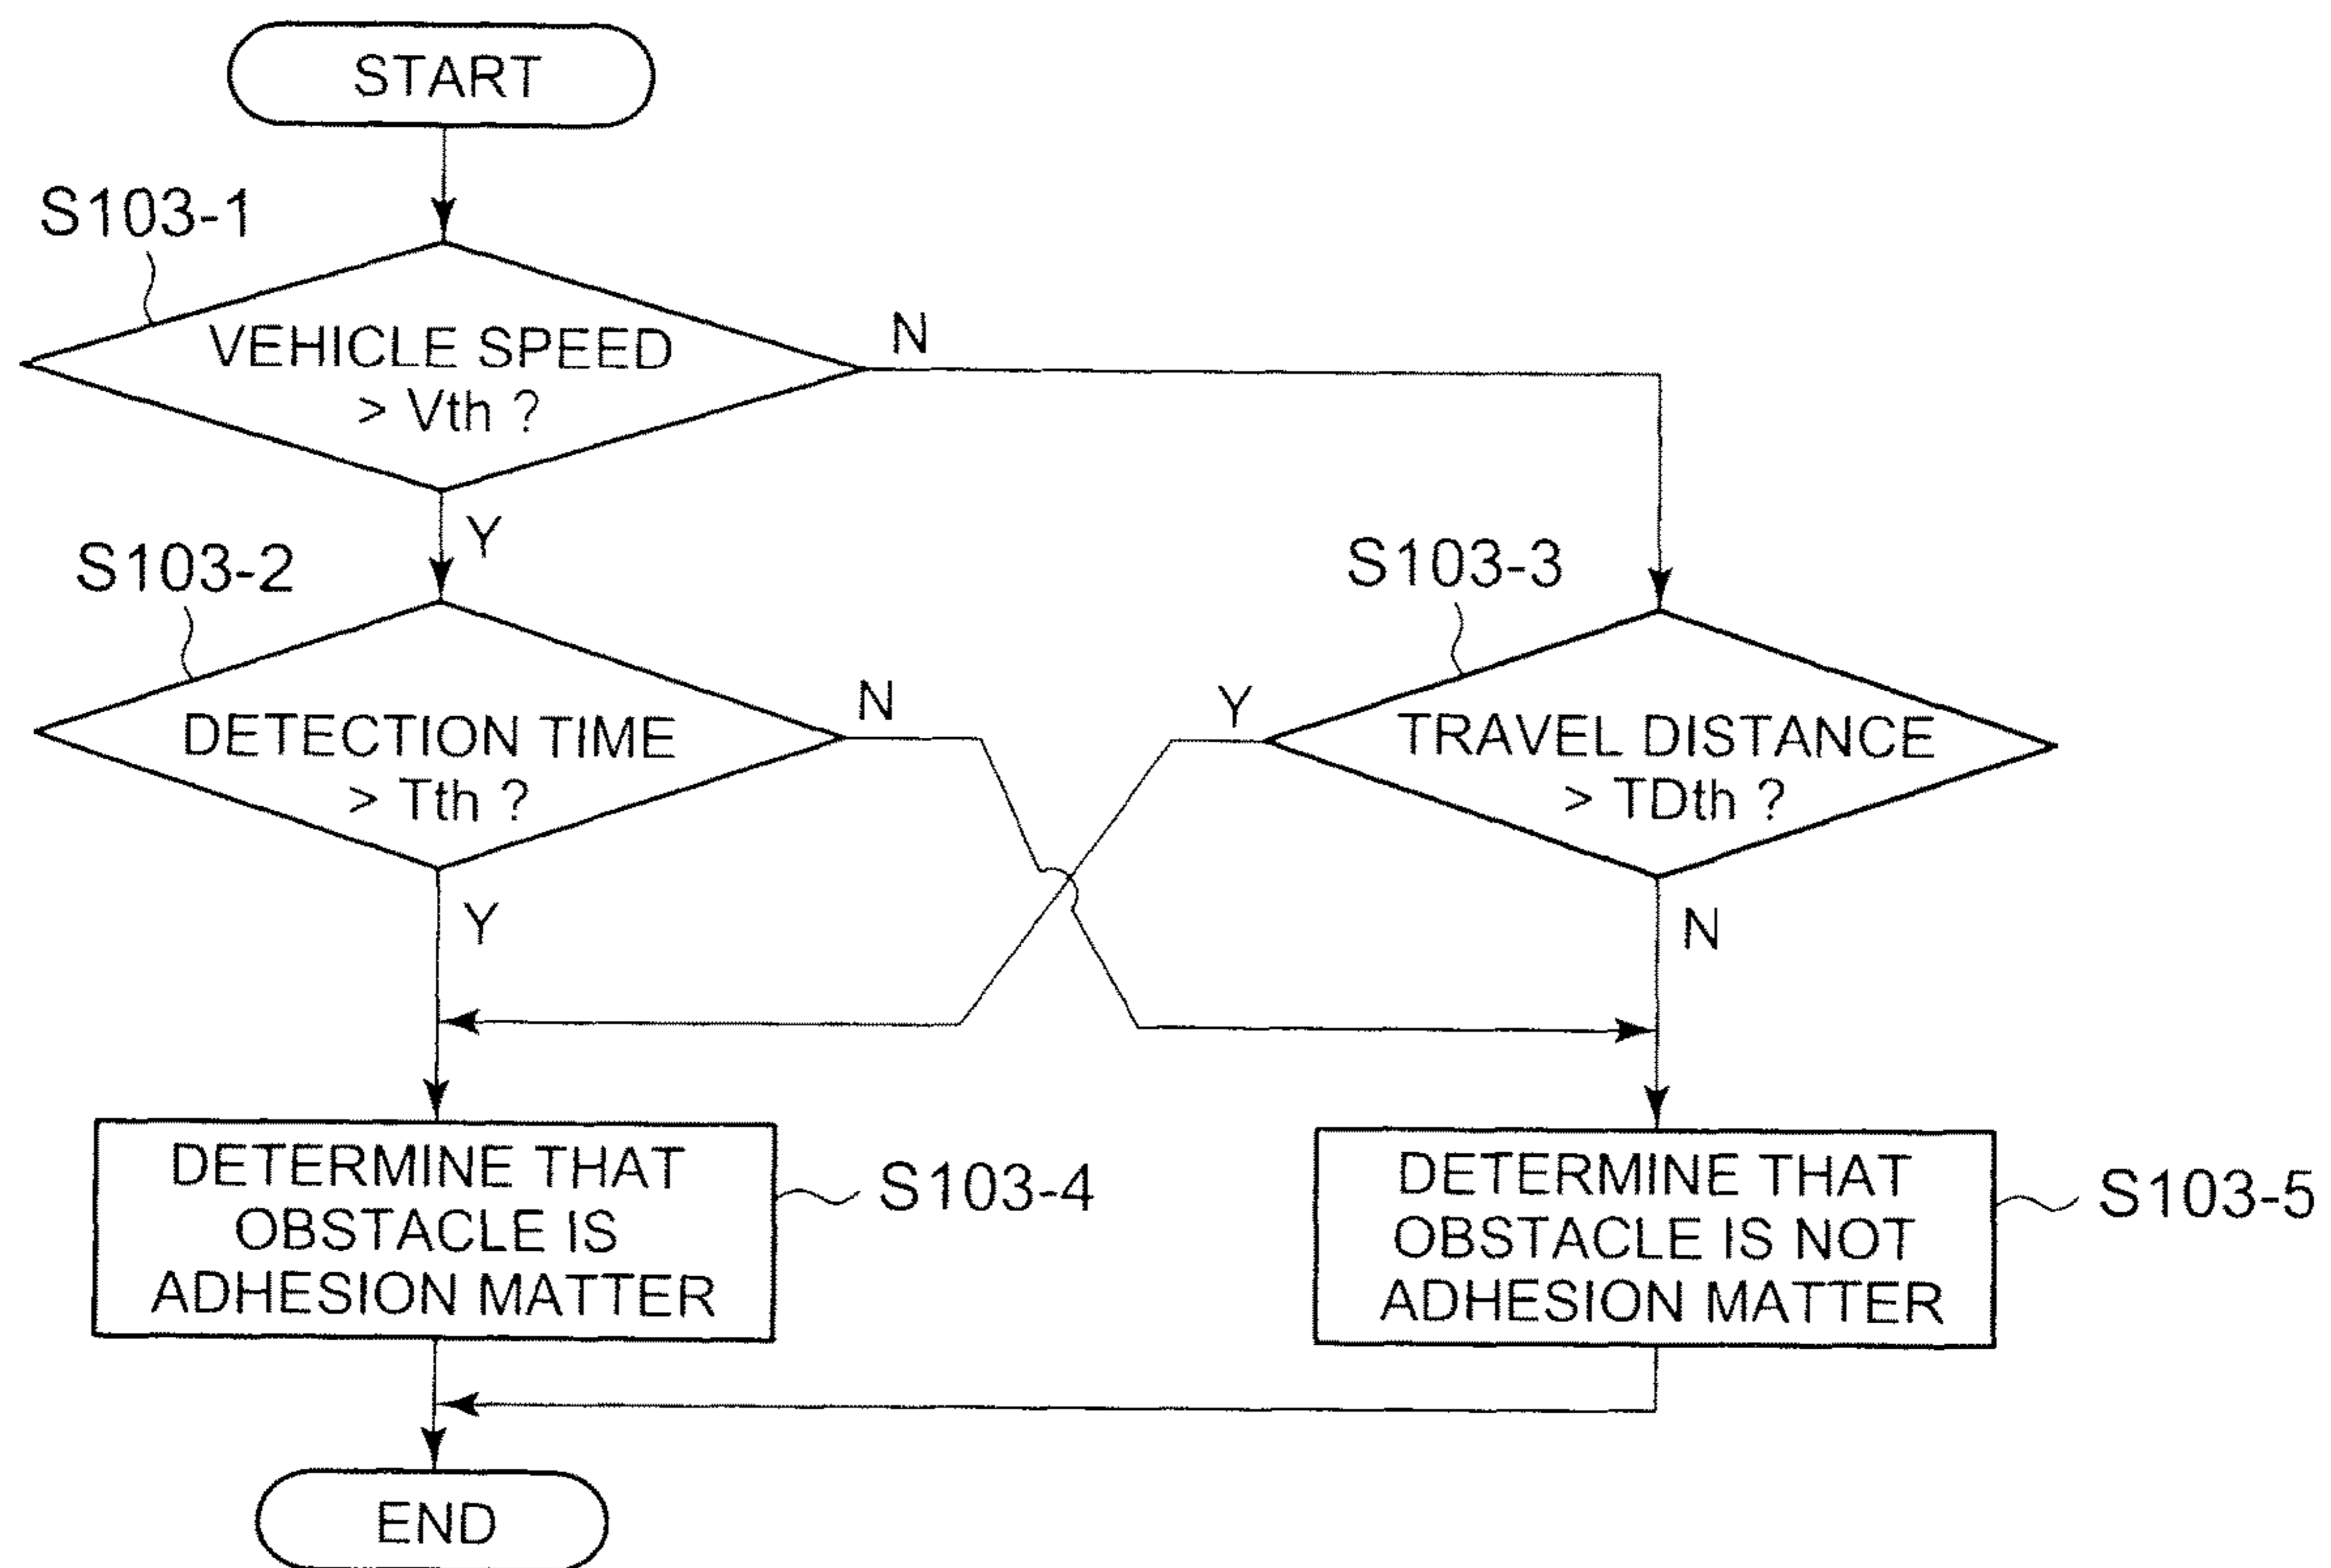 START
S103-1
VEHICLE SPEED
> Vth ?
N
Y
S103-2
DETECTION TIME
> Tth ?
N
Y
S103-3
Y
TRAVEL DISTANCE
> TDth ?
N
DETERMINE THAT
OBSTACLE IS
ADHESION MATTER
S103-4
DETERMINE THAT
OBSTACLE IS NOT
ADHESION MATTER
S103-5
END